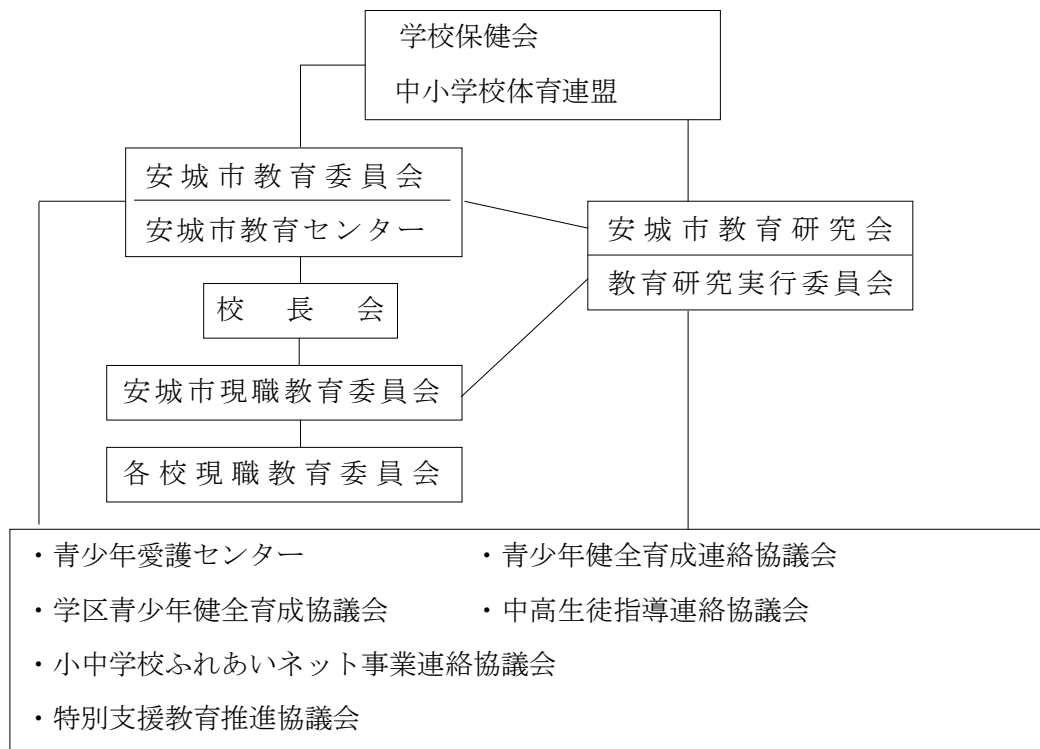 学校保健会
中小学校体育連盟
安城市教育委員会
安城市教育センター
安城市教育研究会
教育研究実行委員会
校長会
安城市現職教育委員会
各校現職教育委員会
・青少年愛護センター ・青少年健全育成連絡協議会
・学区青少年健全育成協議会 ・中高生徒指導連絡協議会
・小中学校ふれあいネット事業連絡協議会
・特別支援教育推進協議会